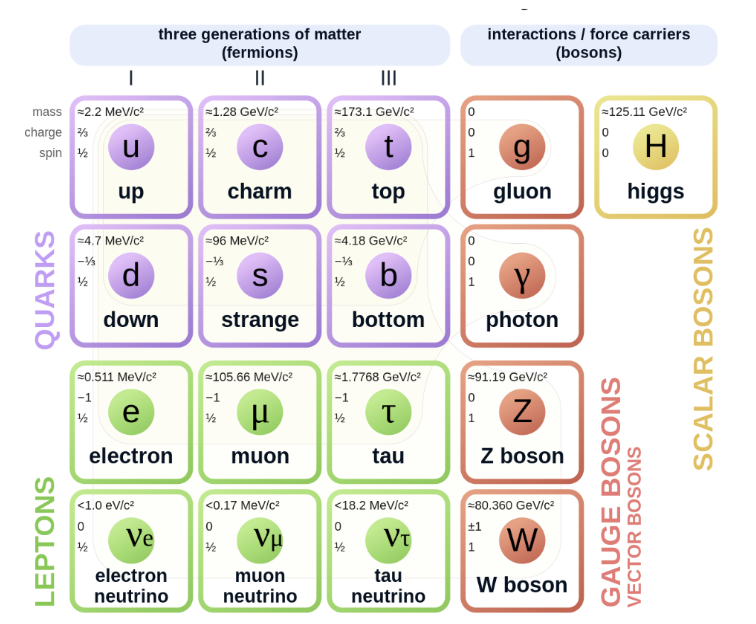 three generations of matter
(fermions)
interactions / force carriers
(bosons)
I
II
III
mass
charge
spin
≈2.2 MeV/c²
⅔
½
u
up
≈1.28 GeV/c²
⅔
½
c
charm
≈173.1 GeV/c²
⅔
½
t
top
0
0
1
g
gluon
≈125.11 GeV/c²
0
0
H
higgs
QUARKS
≈4.7 MeV/c²
−⅓
½
d
down
≈96 MeV/c²
−⅓
½
s
strange
≈4.18 GeV/c²
−⅓
½
b
bottom
0
0
1
γ
photon
SCALAR BOSONS
LEPTONS
≈0.511 MeV/c²
−1
½
e
electron
≈105.66 MeV/c²
−1
½
μ
muon
≈1.7768 GeV/c²
−1
½
τ
tau
≈91.19 GeV/c²
0
1
Z
Z boson
GAUGE BOSONS
VECTOR BOSONS
<1.0 eV/c²
0
½
νe
electron
neutrino
<0.17 MeV/c²
0
½
νμ
muon
neutrino
<18.2 MeV/c²
0
½
ντ
tau
neutrino
≈80.360 GeV/c²
±1
1
W
W boson